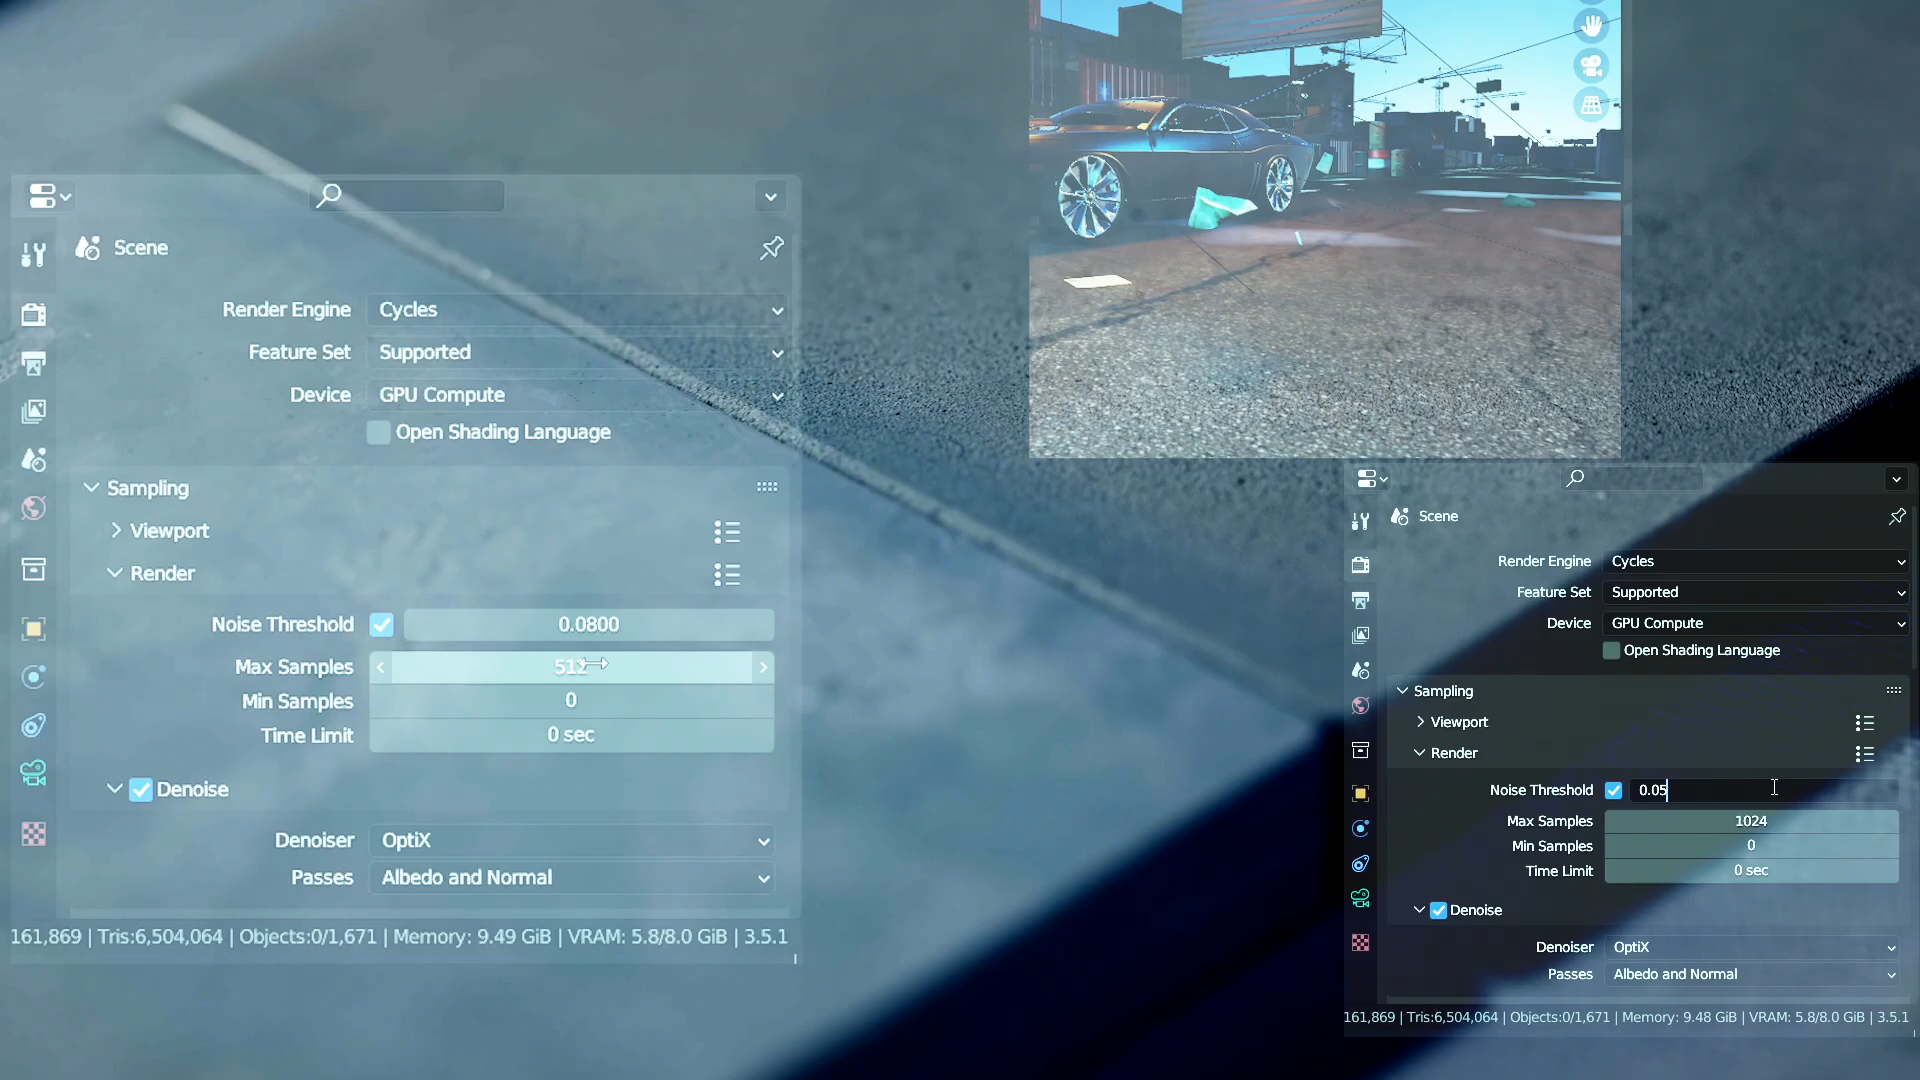 Scene
Render Engine Cycles
Feature Set Supported
Device GPU Compute
Open Shading Language
Sampling
Viewport
Render
Noise Threshold 0.0800
Max Samples 512
Min Samples 0
Time Limit 0 sec
Denoise
Denoiser OptiX
Passes Albedo and Normal
161,869 | Tris:6,504,064 | Objects:0/1,671 | Memory: 9.49 GiB | VRAM: 5.8/8.0 GiB | 3.5.1
Scene
Render Engine Cycles
Feature Set Supported
Device GPU Compute
Open Shading Language
Sampling
Viewport
Render
Noise Threshold 0.05
Max Samples 1024
Min Samples 0
Time Limit 0 sec
Denoise
Denoiser OptiX
Passes Albedo and Normal
161,869 | Tris:6,504,064 | Objects:0/1,671 | Memory: 9.48 GiB | VRAM: 5.8/8.0 GiB | 3.5.1